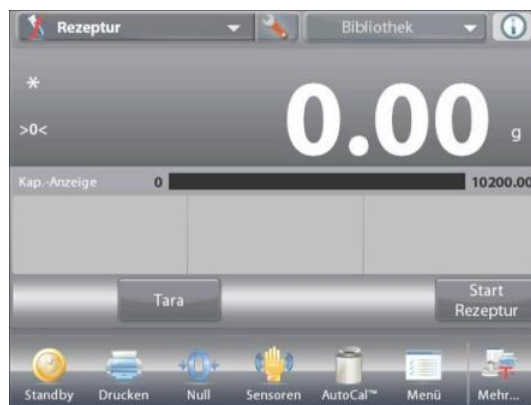 Rezeptur Bibliothek
*
0.00
>0< g
Kap.-Anzeige 0 10200.00
Tara
Start
Rezeptur
Standby Drucken Null Sensoren AutoCal™ Menü Mehr...